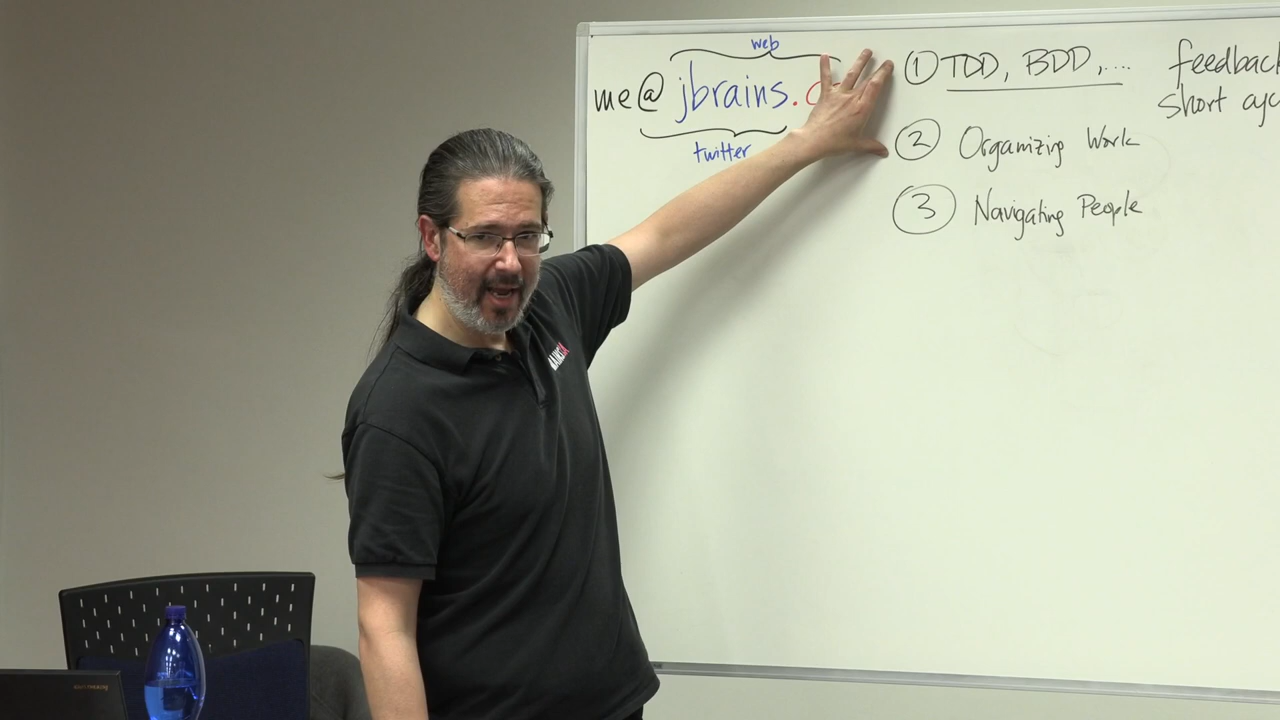 web
me@jbrains.
twitter
① TDD, BDD, ....
② Organizing Work
③ Navigating People
feedback
short cyc